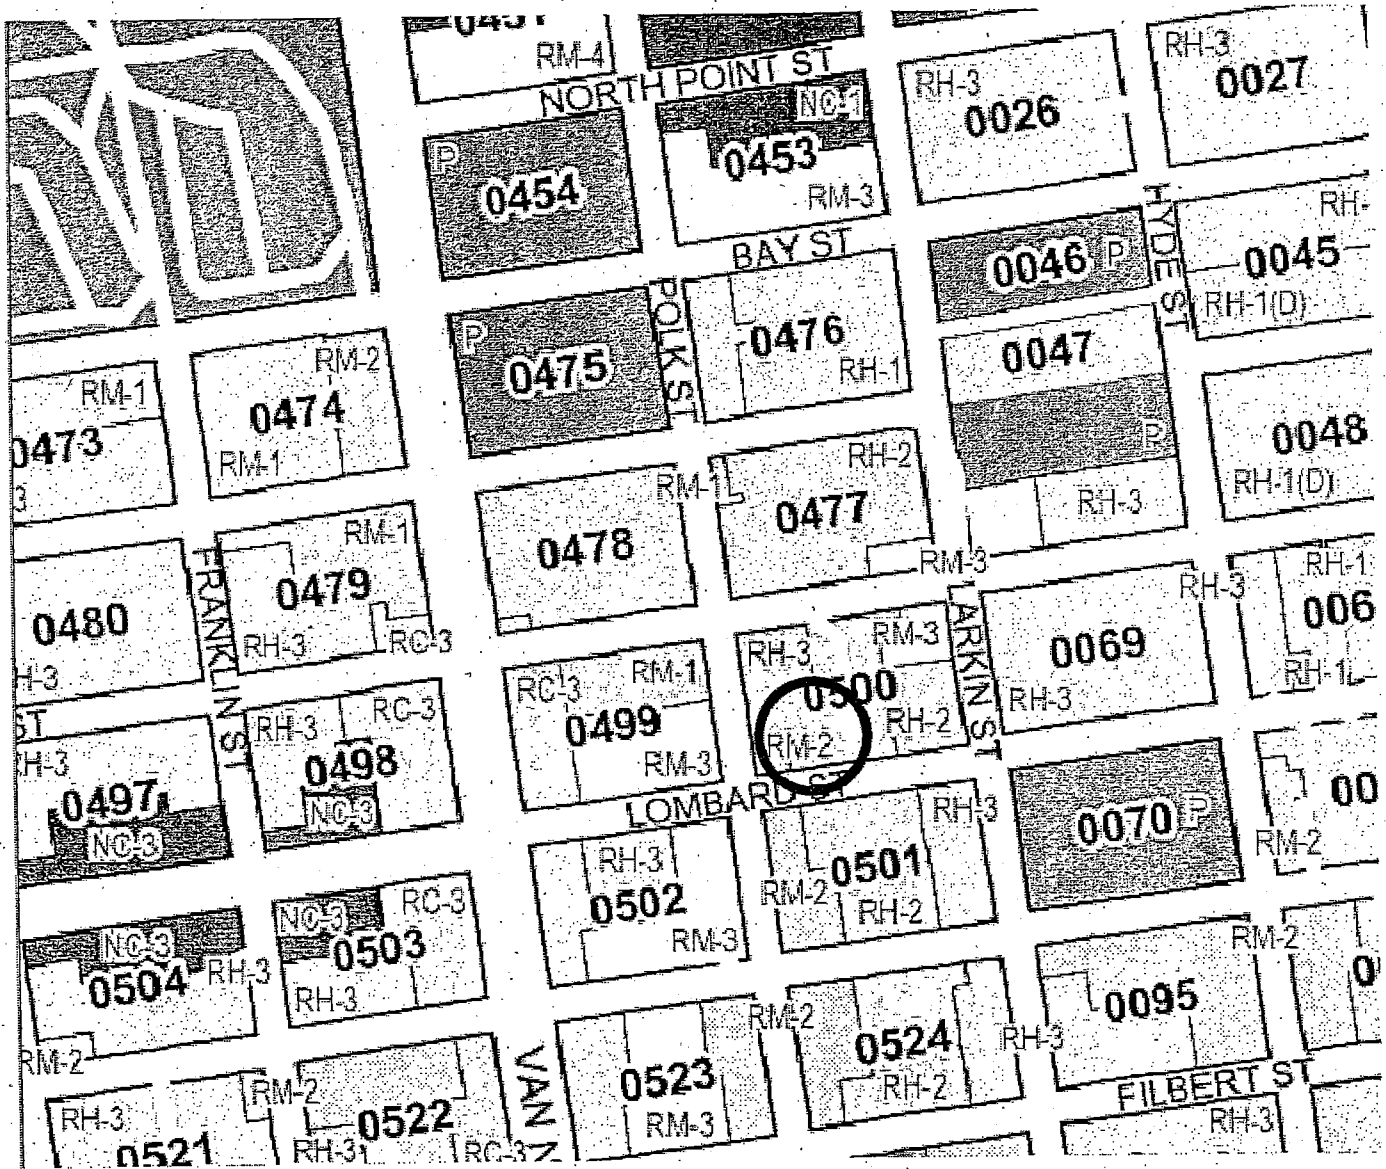 0451
RM-4
NORTH POINT ST
NC-1
RH-3
0026
RH-3
0027
P
0454
0453
RM-3
BAY ST
HYDE ST
RH-
0046 P
0045
RH-1(D)
P
0475
POLK ST
0476
RH-1
0047
P
0048
RH-1(D)
RH-3
RM-1
0473
3
RM-2
0474
RM-1
RM-1
0478
RH-2
0477
RM-3
FRANKLIN ST
RM-1
0479
RH-3
RC-3
0480
H-3
ST
RH-3
RM-3
0500
RM-2
RH-2
LARKIN ST
RH-3
0069
RH-3
RH-1
006
RH-1
RC-3
RM-1
0499
RM-3
LOMBARD ST
RH-3
RC-3
0498
NC-3
RH-3
0497
NC-3
0070 P
00
RM-2
RH-3
0502
RM-3
RH-3
0501
RM-2
RH-2
NC-3
RC-3
0503
RH-3
NC-3
RH-3
0504
RM-2
RM-2
0095
RH-3
0
RM-2
0524
RH-2
0523
RM-3
VAN N
FILBERT ST
RH-3
RM-2
0522
RH-3
RC-3
RH-3
0521